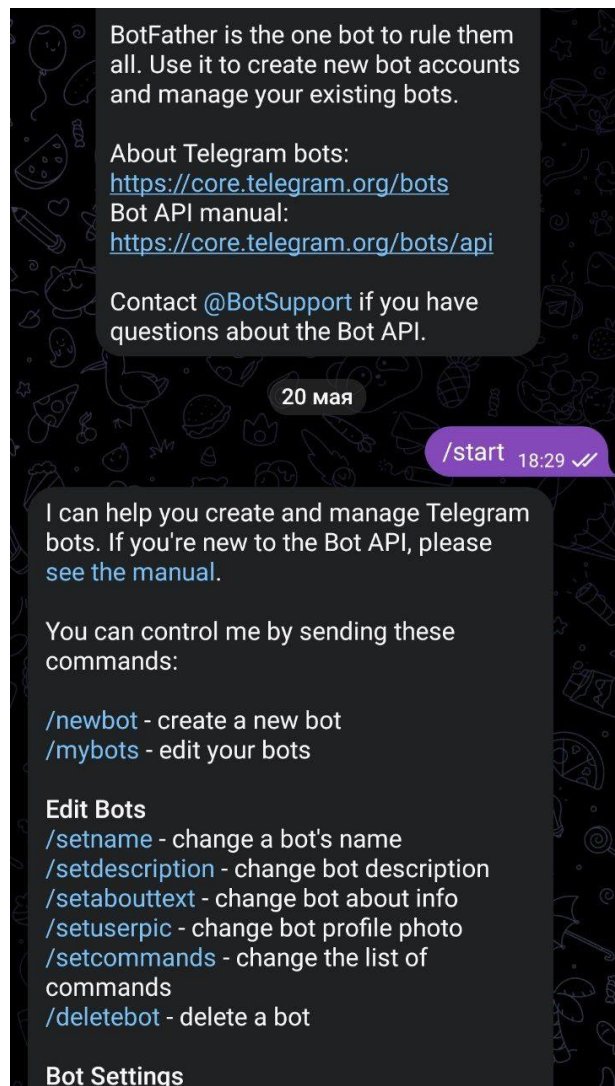 BotFather is the one bot to rule them
all. Use it to create new bot accounts
and manage your existing bots.
About Telegram bots:
https://core.telegram.org/bots
Bot API manual:
https://core.telegram.org/bots/api
Contact @BotSupport if you have
questions about the Bot API.
20 мая
/start 18:29
I can help you create and manage Telegram
bots. If you're new to the Bot API, please
see the manual.
You can control me by sending these
commands:
/newbot - create a new bot
/mybots - edit your bots
Edit Bots
/setname - change a bot's name
/setdescription - change bot description
/setabouttext - change bot about info
/setuserpic - change bot profile photo
/setcommands - change the list of
commands
/deletebot - delete a bot
Bot Settings